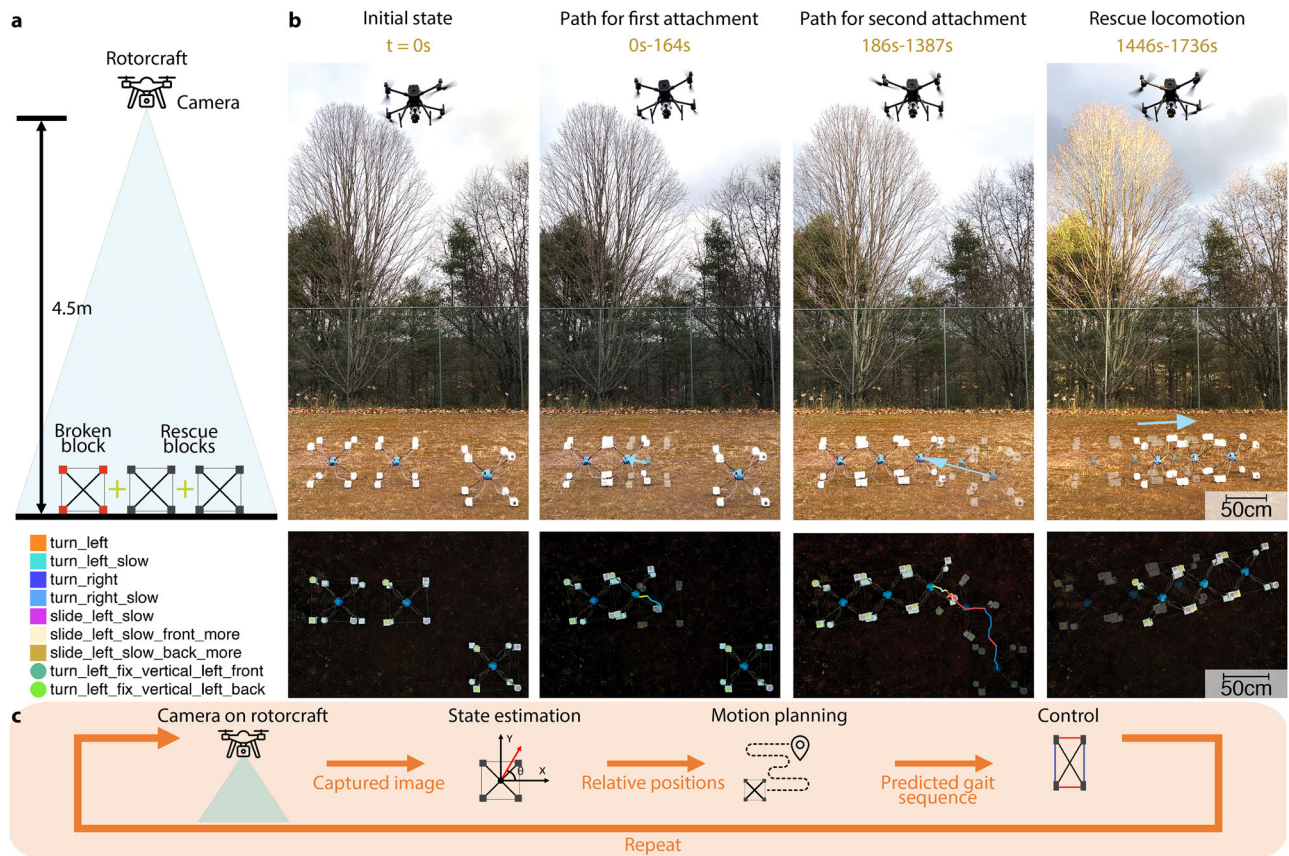 a
Rotorcraft
Camera
4.5m
Broken
block
Rescue
blocks
turn_left
turn_left_slow
turn_right
turn_right_slow
slide_left_slow
slide_left_slow_front_more
slide_left_slow_back_more
turn_left_fix_vertical_left_front
turn_left_fix_vertical_left_back
b
Initial state
Path for first attachment
Path for second attachment
Rescue locomotion
t = 0s
0s-164s
186s-1387s
1446s-1736s
50cm
50cm
c
Camera on rotorcraft
State estimation
Motion planning
Control
Y
θ
X
Captured image
Relative positions
Predicted gait
sequence
Repeat